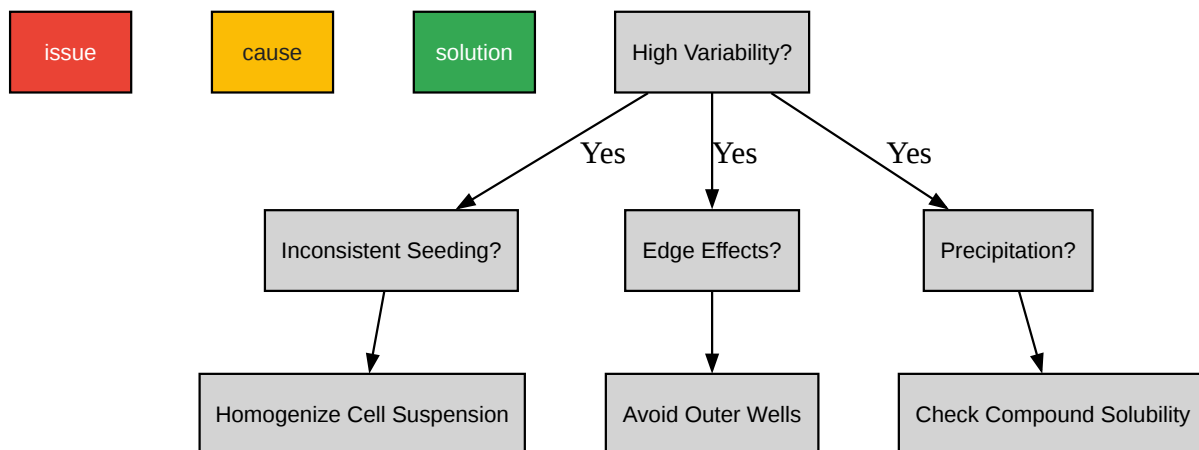 issue
cause
solution
High Variability?
Yes
Yes
Yes
Inconsistent Seeding?
Edge Effects?
Precipitation?
Homogenize Cell Suspension
Avoid Outer Wells
Check Compound Solubility